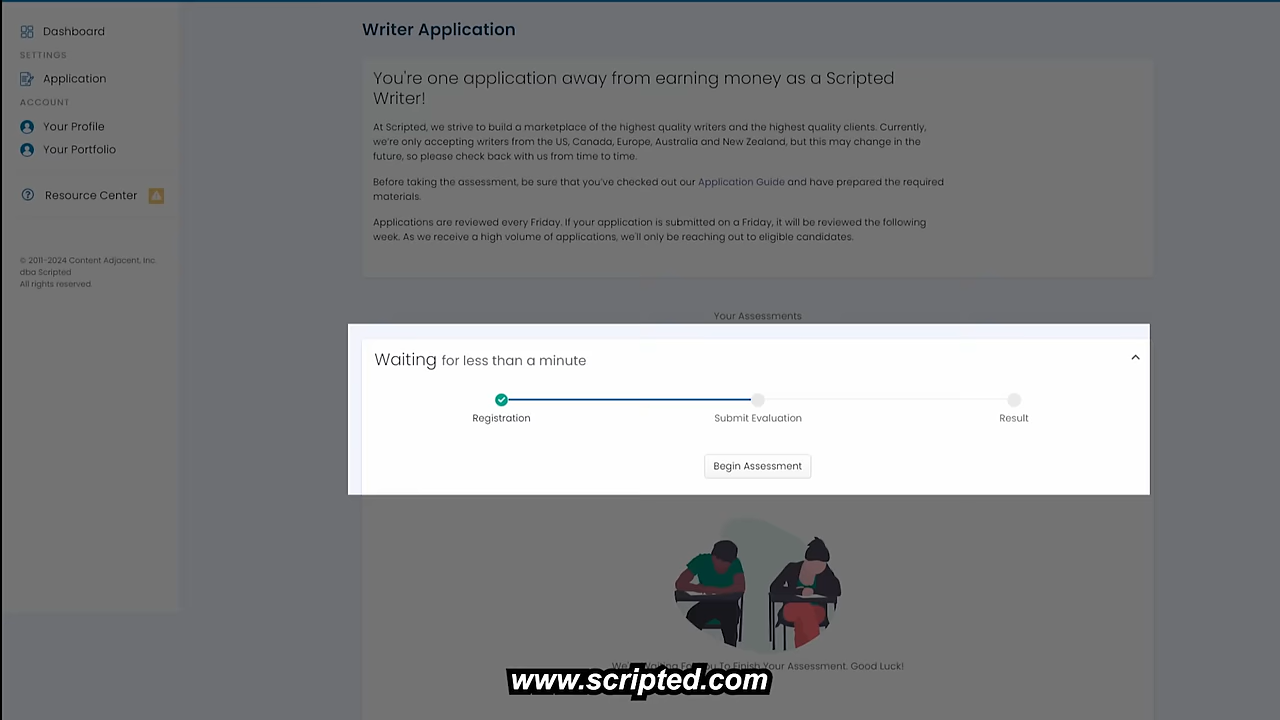 Dashboard
SETTINGS
Application
ACCOUNT
Your Profile
Your Portfolio
Resource Center
© 2011-2024 Content Adjacent, Inc.
dba Scripted
All rights reserved
Writer Application
You're one application away from earning money as a Scripted
Writer!
At Scripted, we strive to build a marketplace of the highest quality writers and the highest quality clients. Currently,
we're only accepting writers from the US, Canada, Europe, Australia and New Zealand, but this may change in the
future, so please check back with us from time to time.
Before taking the assessment, be sure that you've checked out our Application Guide and have prepared the required
materials.
Applications are reviewed every Friday. If your application is submitted on a Friday, it will be reviewed the following
week. As we receive a high volume of applications, we'll only be reaching out to eligible candidates.
Your Assessments
Waiting for less than a minute
Registration
Submit Evaluation
Result
Begin Assessment
To Finish Your Assessment. Good Luck!
www.scripted.com